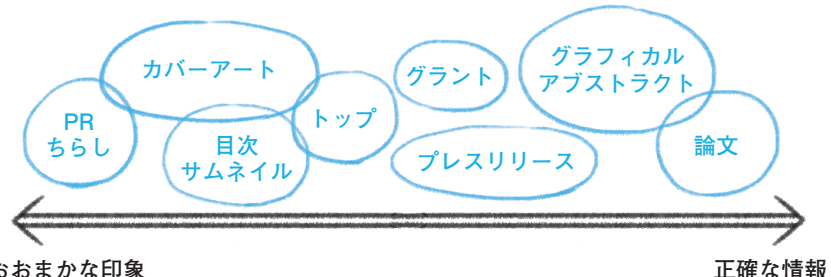 カバーアート
グラント
グラフィカル
アブストラクト
PR
ちらし
目次
サムネイル
トップ
プレスリリース
論文
おおまかな印象
正確な情報